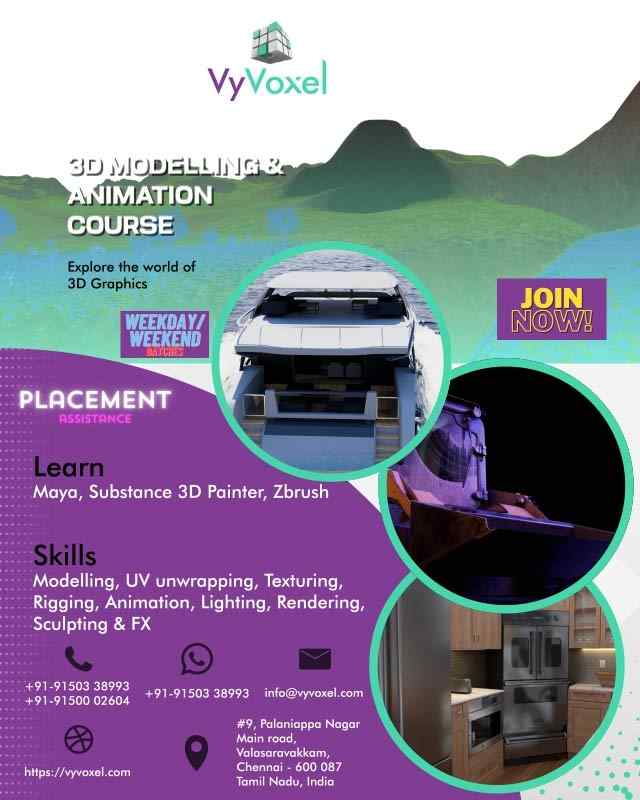 VyVoxel
3D MODELLING &
ANIMATION
COURSE
Explore the world of
3D Graphics
WEEKDAY/
WEEKEND
BATCHES
JOIN
NOW!
PLACEMENT
ASSISTANCE
Learn
Maya, Substance 3D Painter, Zbrush
Skills
Modelling, UV unwrapping, Texturing,
Rigging, Animation, Lighting, Rendering,
Sculpting & FX
+91-91503 38993
+91-91500 02604
+91-91503 38993
info@vyvoxel.com
https://vyvoxel.com
#9, Palaniappa Nagar
Main road,
Valasaravakkam,
Chennai - 600 087
Tamil Nadu, India